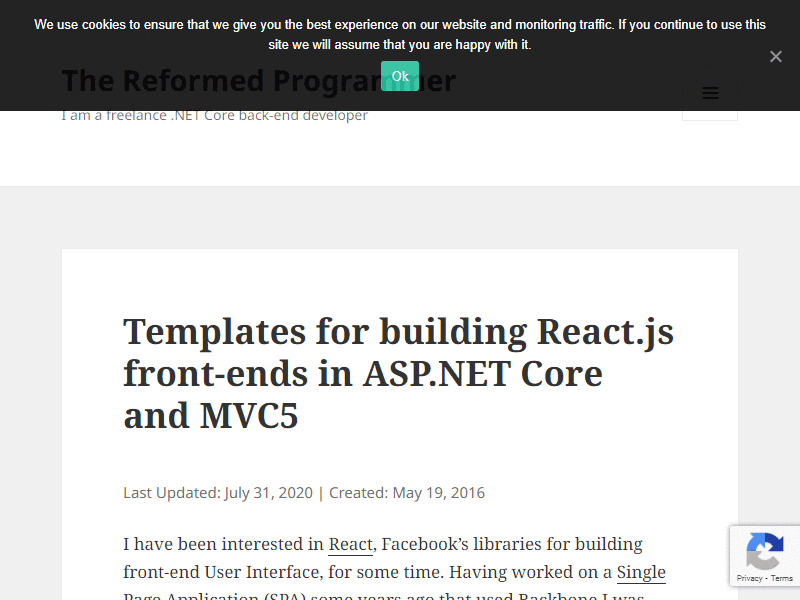 We use cookies to ensure that we give you the best experience on our website and monitoring traffic. If you continue to use this
site we will assume that you are happy with it.
Ok
The Reformed Programmer
I am a freelance .NET Core back-end developer
Templates for building React.js
front-ends in ASP.NET Core
and MVC5
Last Updated: July 31, 2020 | Created: May 19, 2016
I have been interested in React, Facebook’s libraries for building
front-end User Interface, for some time. Having worked on a Single
Page Application (SPA) some years ago that used Backbone I was
Privacy - Terms